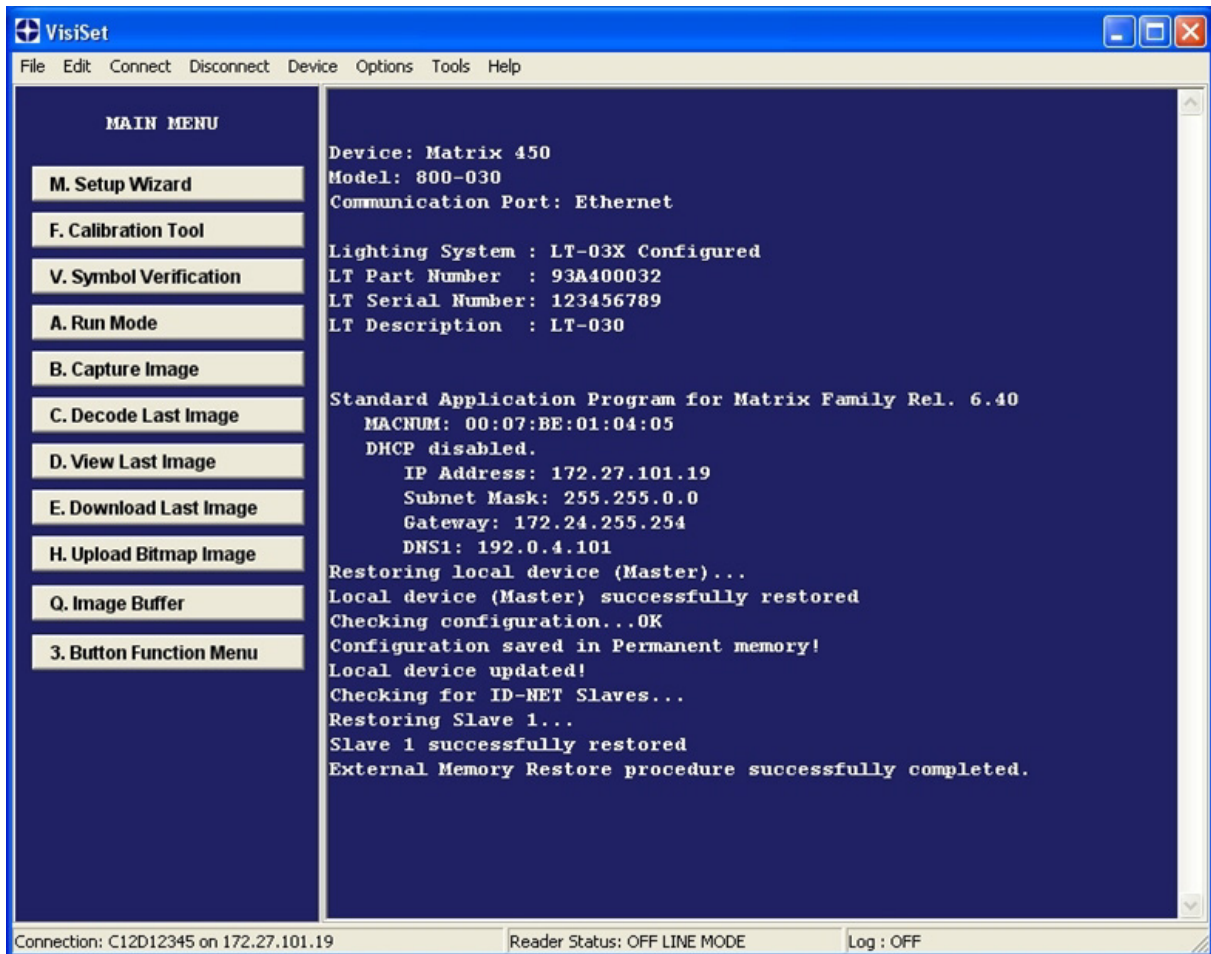 VisiSet
File Edit Connect Disconnect Device Options Tools Help
MAIN MENU
M. Setup Wizard
F. Calibration Tool
V. Symbol Verification
A. Run Mode
B. Capture Image
C. Decode Last Image
D. View Last Image
E. Download Last Image
H. Upload Bitmap Image
Q. Image Buffer
3. Button Function Menu
Device: Matrix 450
Model: 800-030
Communication Port: Ethernet
Lighting System : LT-03X Configured
LT Part Number : 93A400032
LT Serial Number: 123456789
LT Description : LT-030
Standard Application Program for Matrix Family Rel. 6.40
MACNUM: 00:07:BE:01:04:05
DHCP disabled.
IP Address: 172.27.101.19
Subnet Mask: 255.255.0.0
Gateway: 172.24.255.254
DNS1: 192.0.4.101
Restoring local device (Master)...
Local device (Master) successfully restored
Checking configuration...OK
Configuration saved in Permanent memory!
Local device updated!
Checking for ID-NET Slaves...
Restoring Slave 1...
Slave 1 successfully restored
External Memory Restore procedure successfully completed.
Connection: C12D12345 on 172.27.101.19 Reader Status: OFF LINE MODE Log : OFF